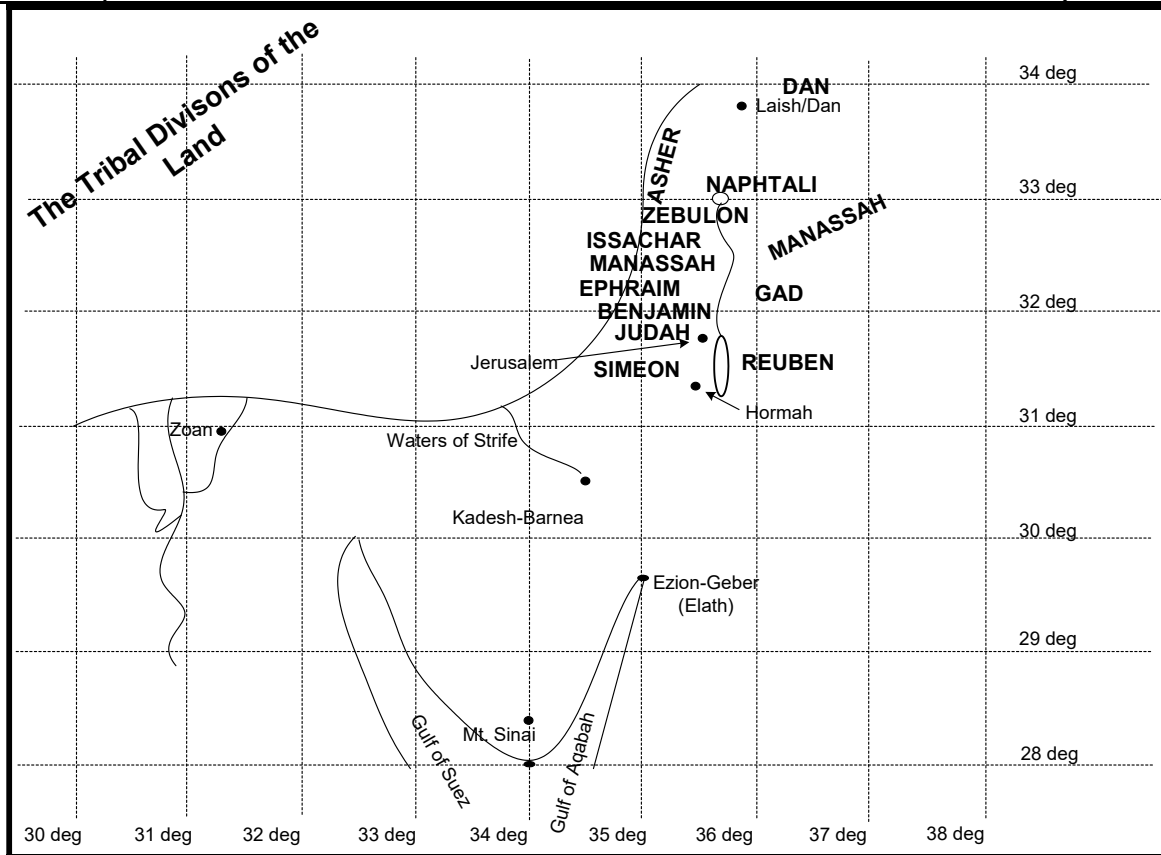 The Tribal Divisons of the
Land
34 deg
DAN
Laish/Dan
ASHER
NAPHTALI
33 deg
ZEBULON
MANASSAH
ISSACHAR
MANASSAH
EPHRAIM
GAD
32 deg
BENJAMIN
JUDAH
Jerusalem
SIMEON
REUBEN
Hormah
31 deg
Zoan
Waters of Strife
Kadesh-Barnea
30 deg
Ezion-Geber
(Elath)
29 deg
Mt. Sinai
Gulf of Suez
Gulf of Aqabah
28 deg
30 deg
31 deg
32 deg
33 deg
34 deg
35 deg
36 deg
37 deg
38 deg